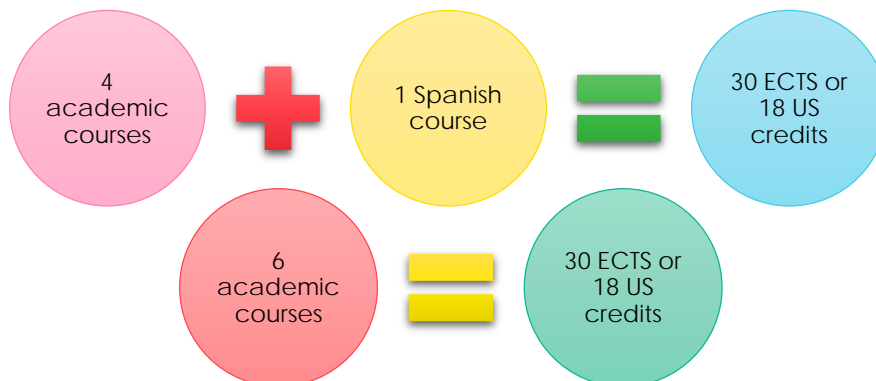 4
academic
courses
1 Spanish
course
30 ECTS or
18 US
credits
6
academic
courses
30 ECTS or
18 US
credits